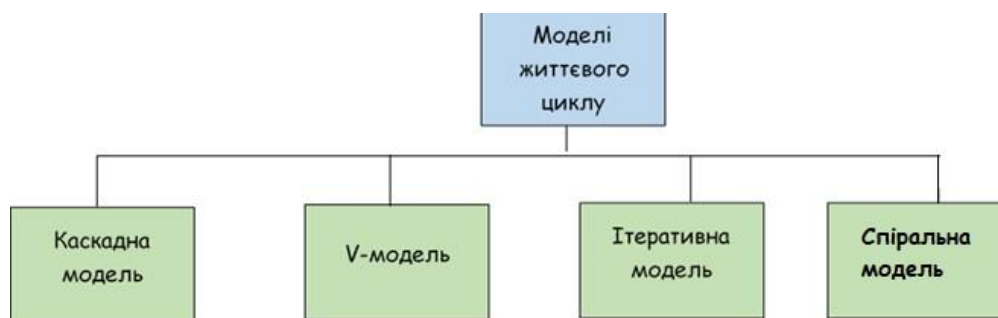 Моделі
життєвого
циклу
Каскадна
модель
V-модель
Ітеративна
модель
Спіральна
модель